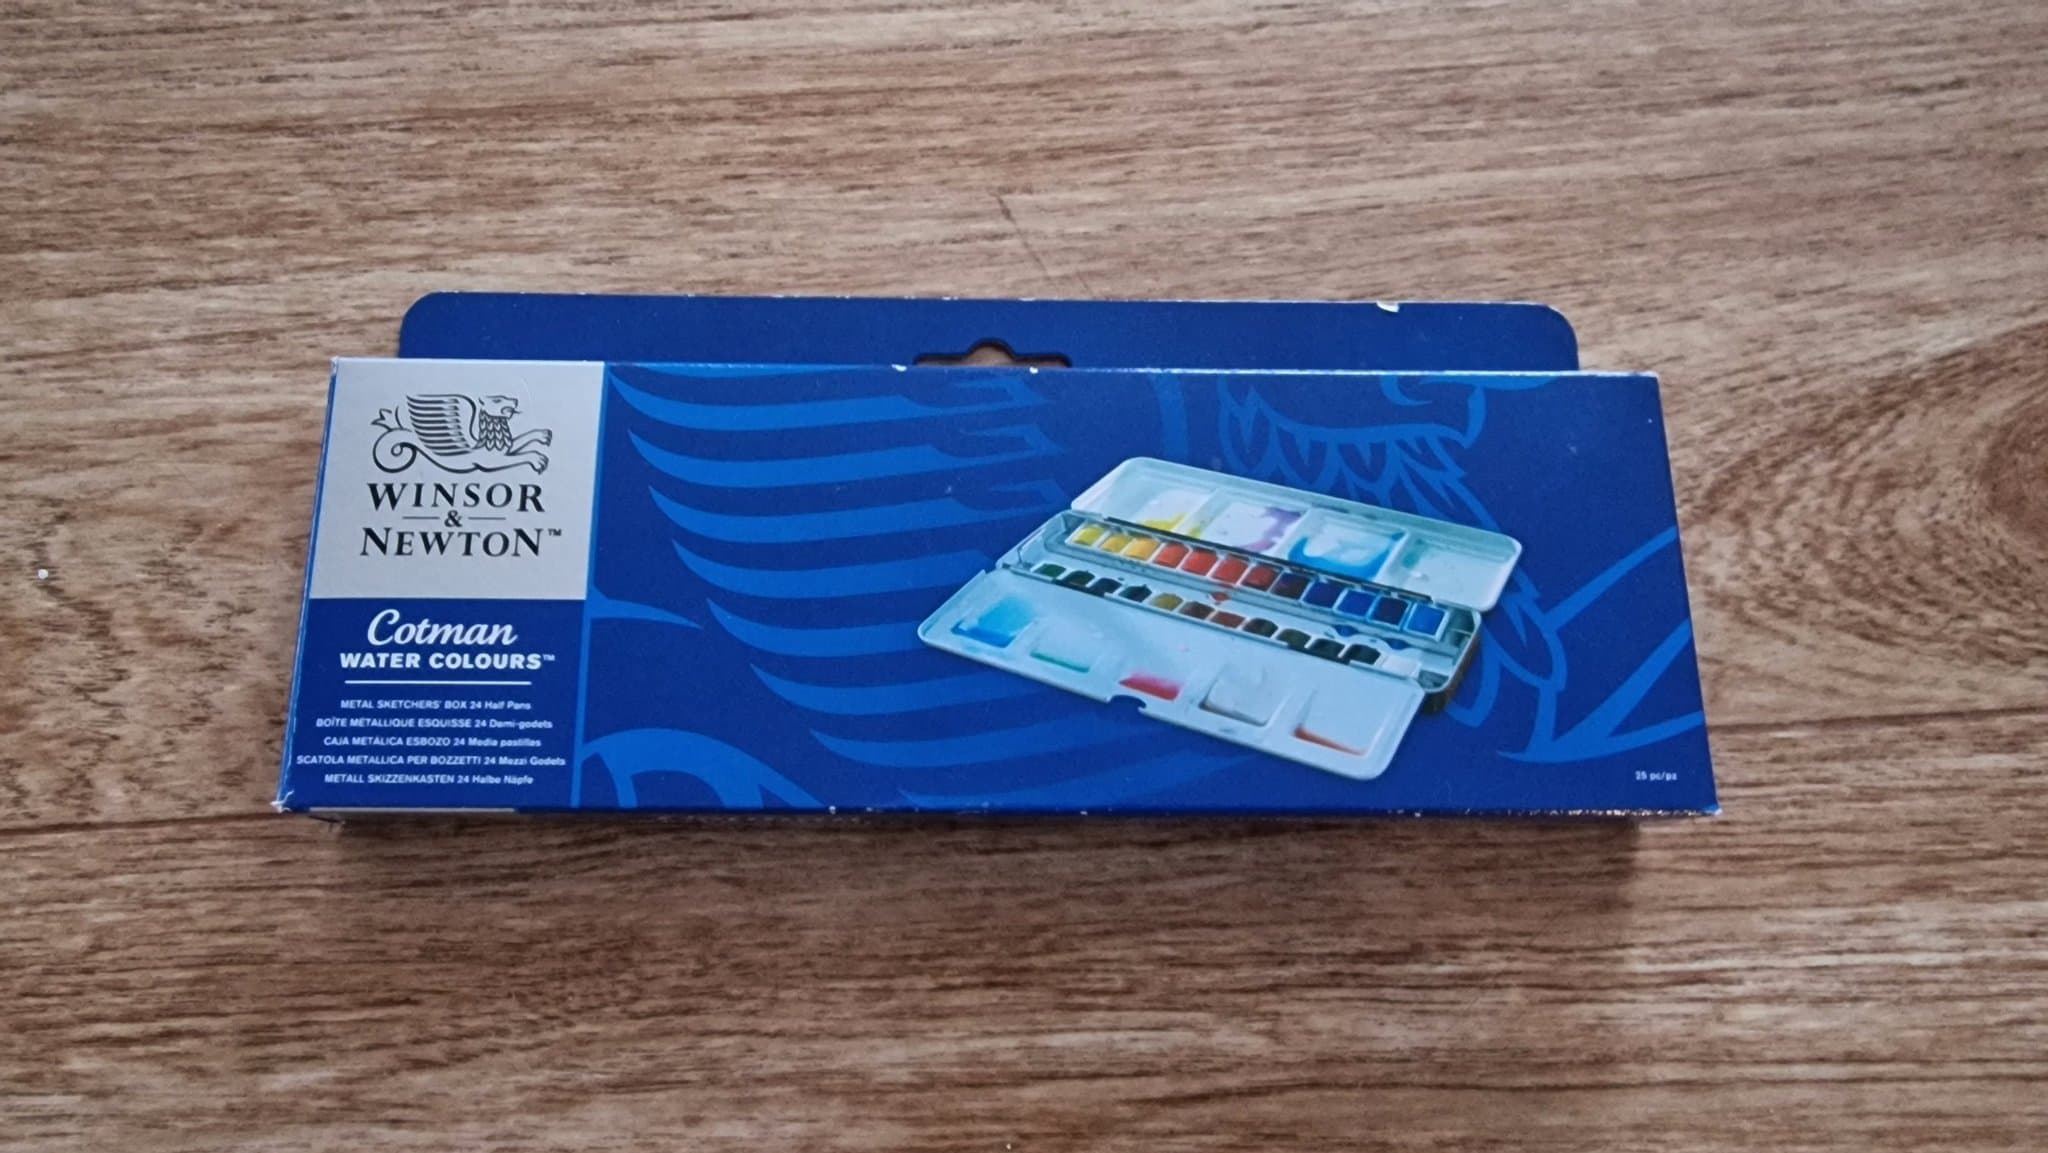 WINSOR
&
NEWTON™
Cotman
WATER COLOURS™
METAL SKETCHERS' BOX 24 Half Pans
BOÎTE MÉTALLIQUE ESQUISSE 24 Demi-godets
CAJA METÁLICA ESBOZO 24 Media pastillas
SCATOLA METALLICA PER BOZZETTI 24 Mezzi Godets
METALL SKIZZENKASTEN 24 Halbe Näpfe
25 pc/pz